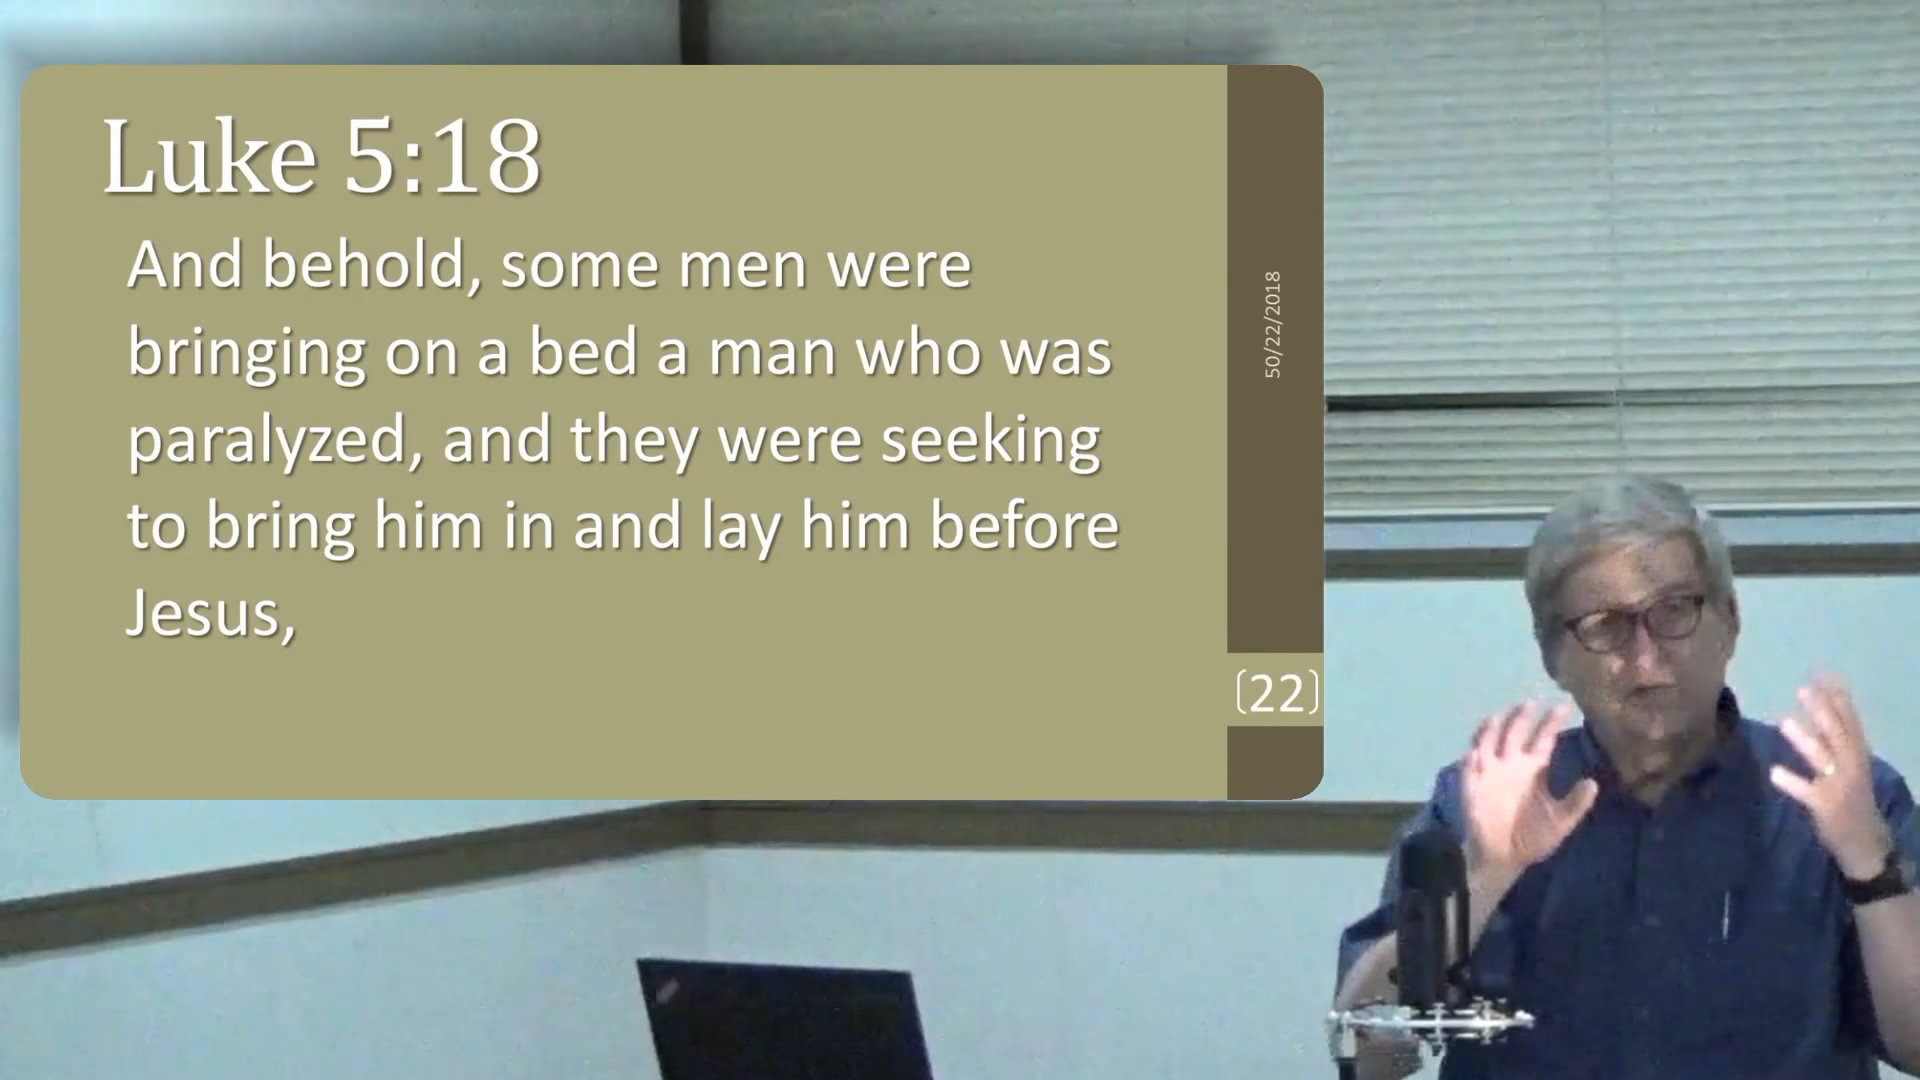 Luke 5:18
And behold, some men were
bringing on a bed a man who was
paralyzed, and they were seeking
to bring him in and lay him before
Jesus,
50/22/2018
22